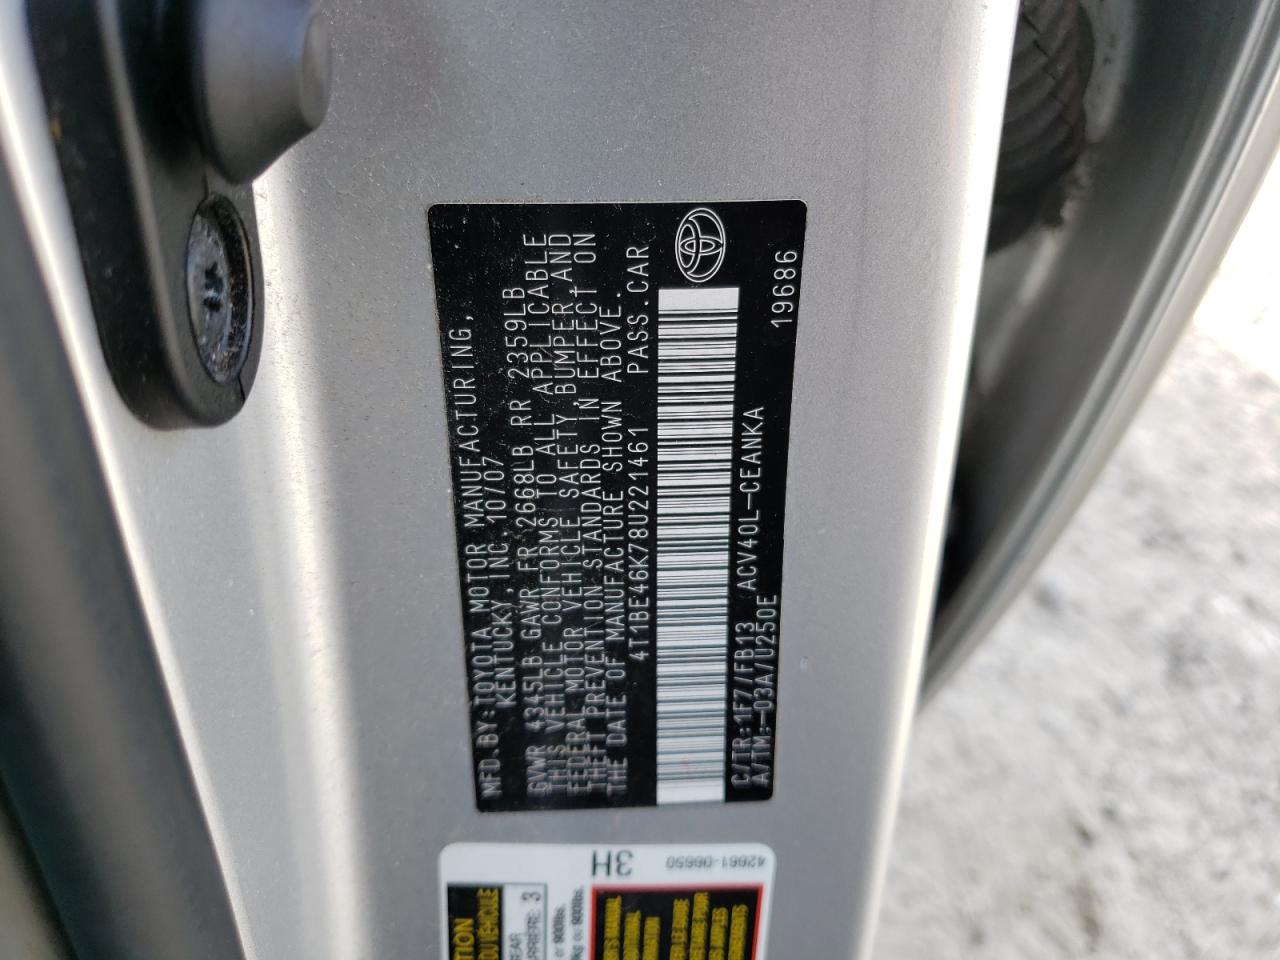 MFD.BY:TOYOTA MOTOR MANUFACTURING,
KENTUCKY,INC 10/07
GVWR 4345LB GAWR FR 2668LB RR 2359LB
THIS VEHICLE CONFORMS TO ALL APPLICABLE
FEDERAL MOTOR VEHICLE SAFETY,BUMPER,AND
THEFT PREVENTION STANDARDS IN EFFECT ON
THE DATE OF MANUFACTURE SHOWN ABOVE.
4T1BE46K78U221461 PASS.CAR
C/TR:1F7/FB13 ACV40L-CEANKA
A/TM:-03A/U250E
19686
3H
42661-06650
3